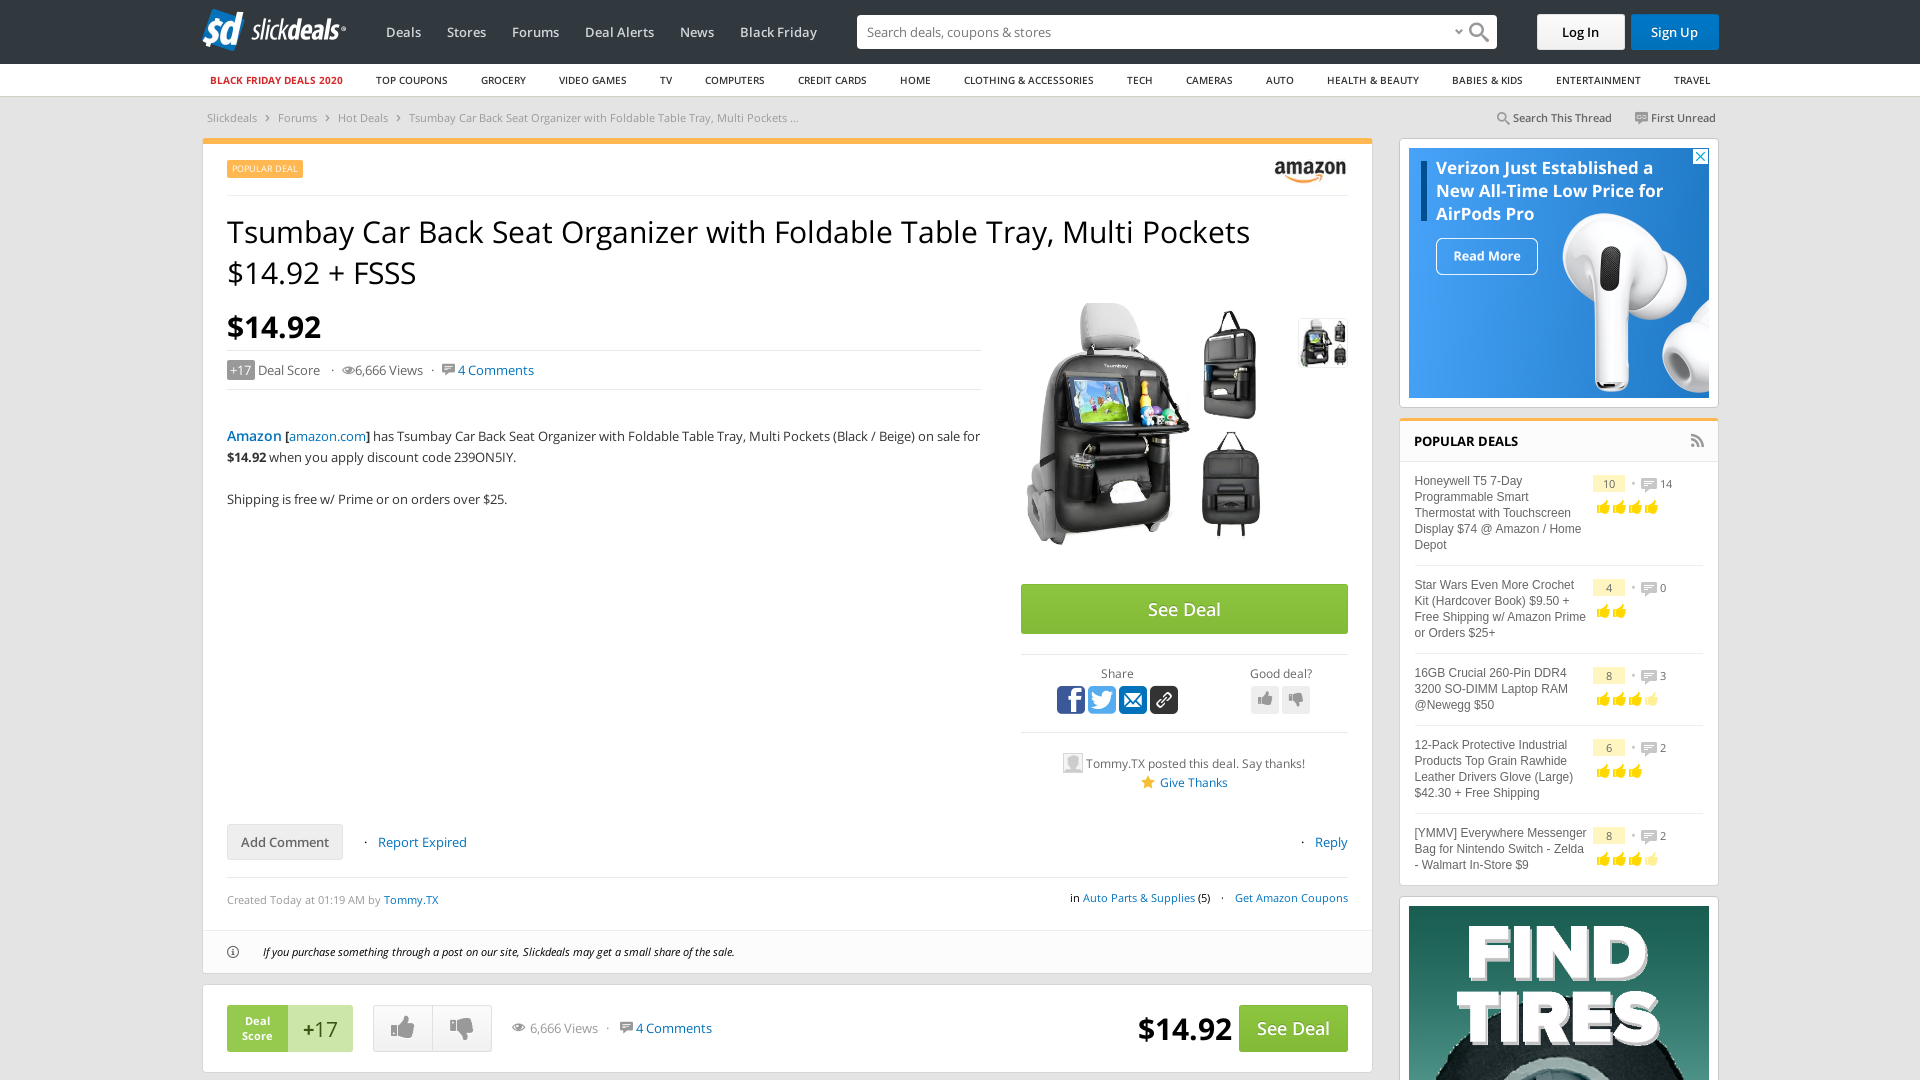 sd slickdeals
Deals Stores Forums Deal Alerts News Black Friday
Search deals, coupons & stores
Log In Sign Up
BLACK FRIDAY DEALS 2020 TOP COUPONS GROCERY VIDEO GAMES TV COMPUTERS CREDIT CARDS HOME CLOTHING & ACCESSORIES TECH CAMERAS AUTO HEALTH & BEAUTY BABIES & KIDS ENTERTAINMENT TRAVEL
Slickdeals › Forums › Hot Deals › Tsumbay Car Back Seat Organizer with Foldable Table Tray, Multi Pockets ...
Search This Thread First Unread
POPULAR DEAL
amazon
Tsumbay Car Back Seat Organizer with Foldable Table Tray, Multi Pockets
$14.92 + FSSS
$14.92
+17 Deal Score · 6,666 Views · 4 Comments
Amazon [amazon.com] has Tsumbay Car Back Seat Organizer with Foldable Table Tray, Multi Pockets (Black / Beige) on sale for
$14.92 when you apply discount code 239ON5IY.
Shipping is free w/ Prime or on orders over $25.
Tsumbay
See Deal
Share
Good deal?
Tommy.TX posted this deal. Say thanks!
Give Thanks
Add Comment · Report Expired
· Reply
Created Today at 01:19 AM by Tommy.TX
in Auto Parts & Supplies (5) · Get Amazon Coupons
If you purchase something through a post on our site, Slickdeals may get a small share of the sale.
Deal
Score
+17
6,666 Views · 4 Comments
$14.92
See Deal
Verizon Just Established a
New All-Time Low Price for
AirPods Pro
Read More
POPULAR DEALS
Honeywell T5 7-Day
Programmable Smart
Thermostat with Touchscreen
Display $74 @ Amazon / Home
Depot
10 • 14
Star Wars Even More Crochet
Kit (Hardcover Book) $9.50 +
Free Shipping w/ Amazon Prime
or Orders $25+
4 • 0
16GB Crucial 260-Pin DDR4
3200 SO-DIMM Laptop RAM
@Newegg $50
8 • 3
12-Pack Protective Industrial
Products Top Grain Rawhide
Leather Drivers Glove (Large)
$42.30 + Free Shipping
6 • 2
[YMMV] Everywhere Messenger
Bag for Nintendo Switch - Zelda
- Walmart In-Store $9
8 • 2
FIND
TIRES